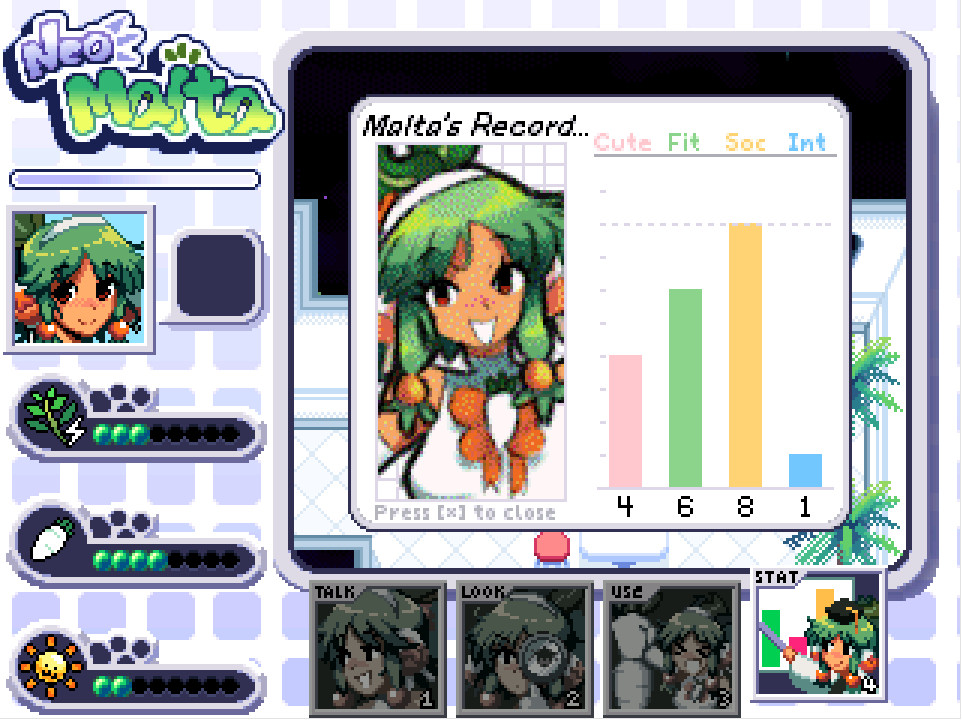 Neo
Malta
Malta's Record...
Cute Fit Soc Int
4 6 8 1
Press [×] to close
TALK
1
LOOK
2
USE
3
STAT
4